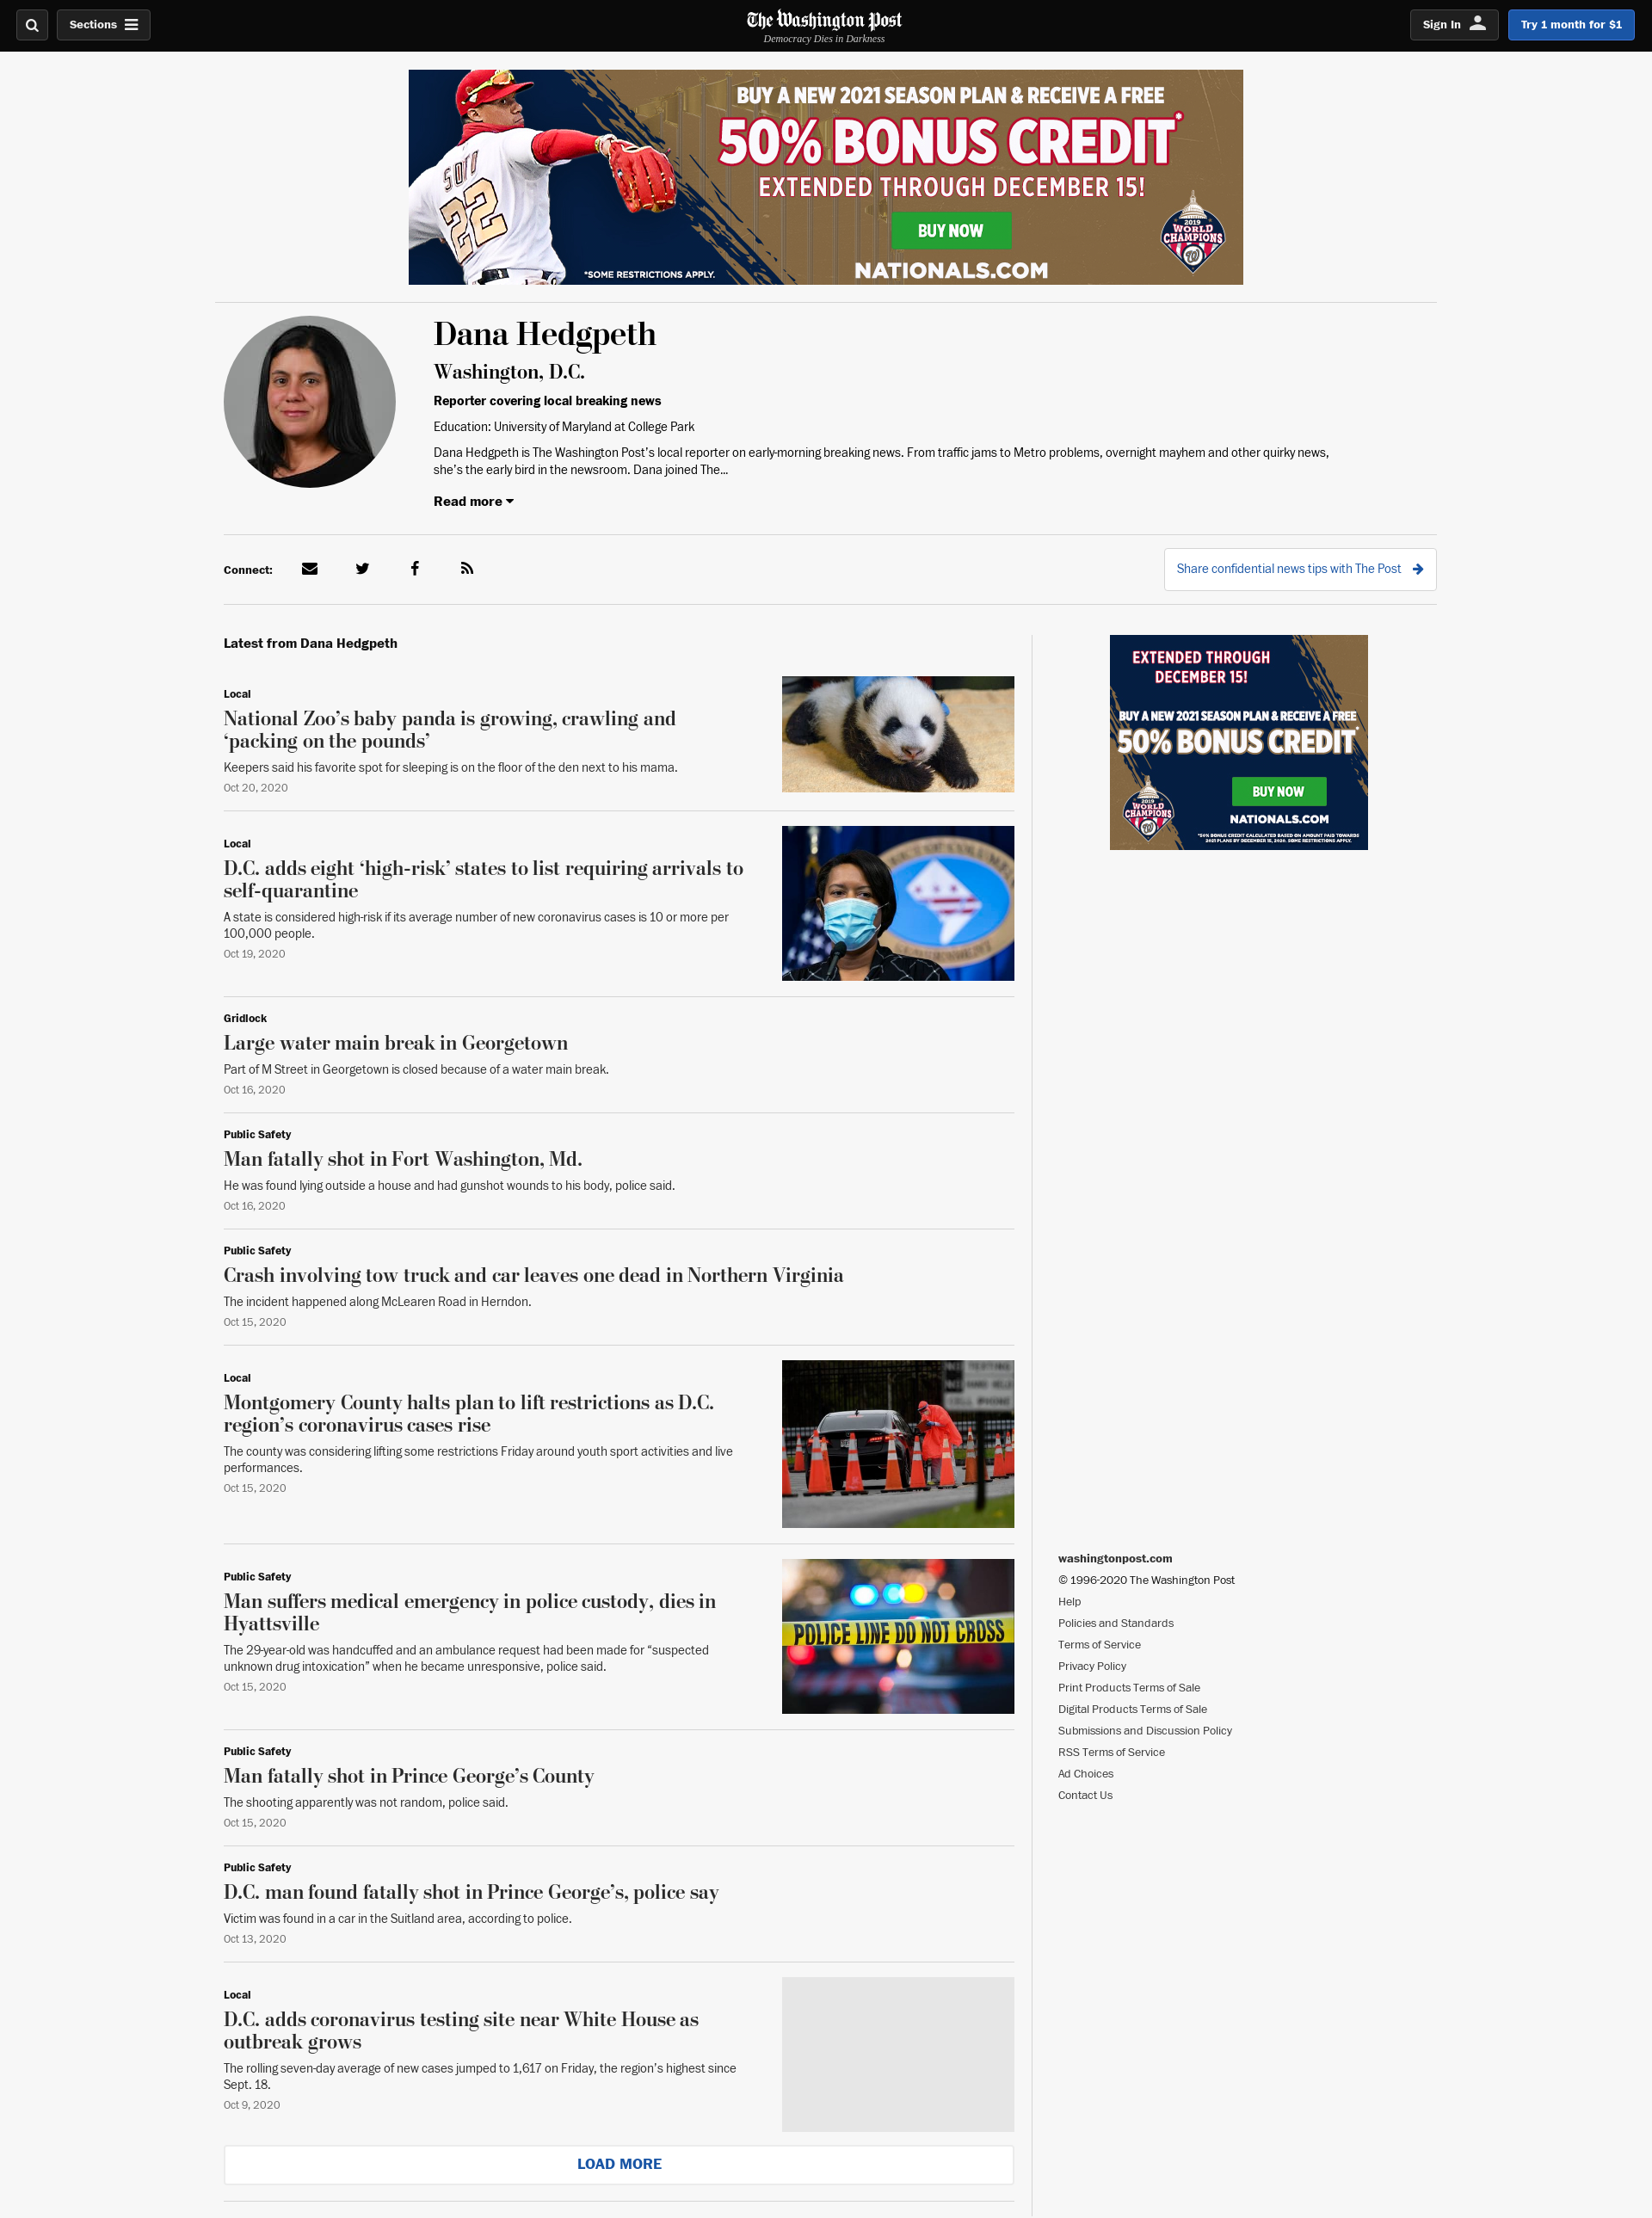 Sections
The Washington Post
Democracy Dies in Darkness
Sign In
Try 1 month for $1
SOTO
22
BUY A NEW 2021 SEASON PLAN & RECEIVE A FREE
50% BONUS CREDIT*
EXTENDED THROUGH DECEMBER 15!
BUY NOW
*SOME RESTRICTIONS APPLY.
NATIONALS.COM
2019
WORLD
CHAMPIONS
W
Dana Hedgpeth
Washington, D.C.
Reporter covering local breaking news
Education: University of Maryland at College Park
Dana Hedgpeth is The Washington Post's local reporter on early-morning breaking news. From traffic jams to Metro problems, overnight mayhem and other quirky news,
she's the early bird in the newsroom. Dana joined The...
Read more
Connect:
Share confidential news tips with The Post
Latest from Dana Hedgpeth
Local
National Zoo’s baby panda is growing, crawling and
‘packing on the pounds’
Keepers said his favorite spot for sleeping is on the floor of the den next to his mama.
Oct 20, 2020
Local
D.C. adds eight ‘high-risk’ states to list requiring arrivals to
self-quarantine
A state is considered high-risk if its average number of new coronavirus cases is 10 or more per
100,000 people.
Oct 19, 2020
Gridlock
Large water main break in Georgetown
Part of M Street in Georgetown is closed because of a water main break.
Oct 16, 2020
Public Safety
Man fatally shot in Fort Washington, Md.
He was found lying outside a house and had gunshot wounds to his body, police said.
Oct 16, 2020
Public Safety
Crash involving tow truck and car leaves one dead in Northern Virginia
The incident happened along McLearen Road in Herndon.
Oct 15, 2020
Local
Montgomery County halts plan to lift restrictions as D.C.
region’s coronavirus cases rise
The county was considering lifting some restrictions Friday around youth sport activities and live
performances.
Oct 15, 2020
Public Safety
Man suffers medical emergency in police custody, dies in
Hyattsville
The 29-year-old was handcuffed and an ambulance request had been made for “suspected
unknown drug intoxication” when he became unresponsive, police said.
Oct 15, 2020
POLICE LINE DO NOT CROSS
Public Safety
Man fatally shot in Prince George’s County
The shooting apparently was not random, police said.
Oct 15, 2020
Public Safety
D.C. man found fatally shot in Prince George’s, police say
Victim was found in a car in the Suitland area, according to police.
Oct 13, 2020
Local
D.C. adds coronavirus testing site near White House as
outbreak grows
The rolling seven-day average of new cases jumped to 1,617 on Friday, the region’s highest since
Sept. 18.
Oct 9, 2020
LOAD MORE
EXTENDED THROUGH
DECEMBER 15!
BUY A NEW 2021 SEASON PLAN & RECEIVE A FREE
50% BONUS CREDIT*
BUY NOW
2019
WORLD
CHAMPIONS
W
NATIONALS.COM
*50% BONUS CREDIT CALCULATED BASED ON AMOUNT PAID TOWARDS
2021 PLANS BY DECEMBER 15, 2020. SOME RESTRICTIONS APPLY.
washingtonpost.com
© 1996-2020 The Washington Post
Help
Policies and Standards
Terms of Service
Privacy Policy
Print Products Terms of Sale
Digital Products Terms of Sale
Submissions and Discussion Policy
RSS Terms of Service
Ad Choices
Contact Us